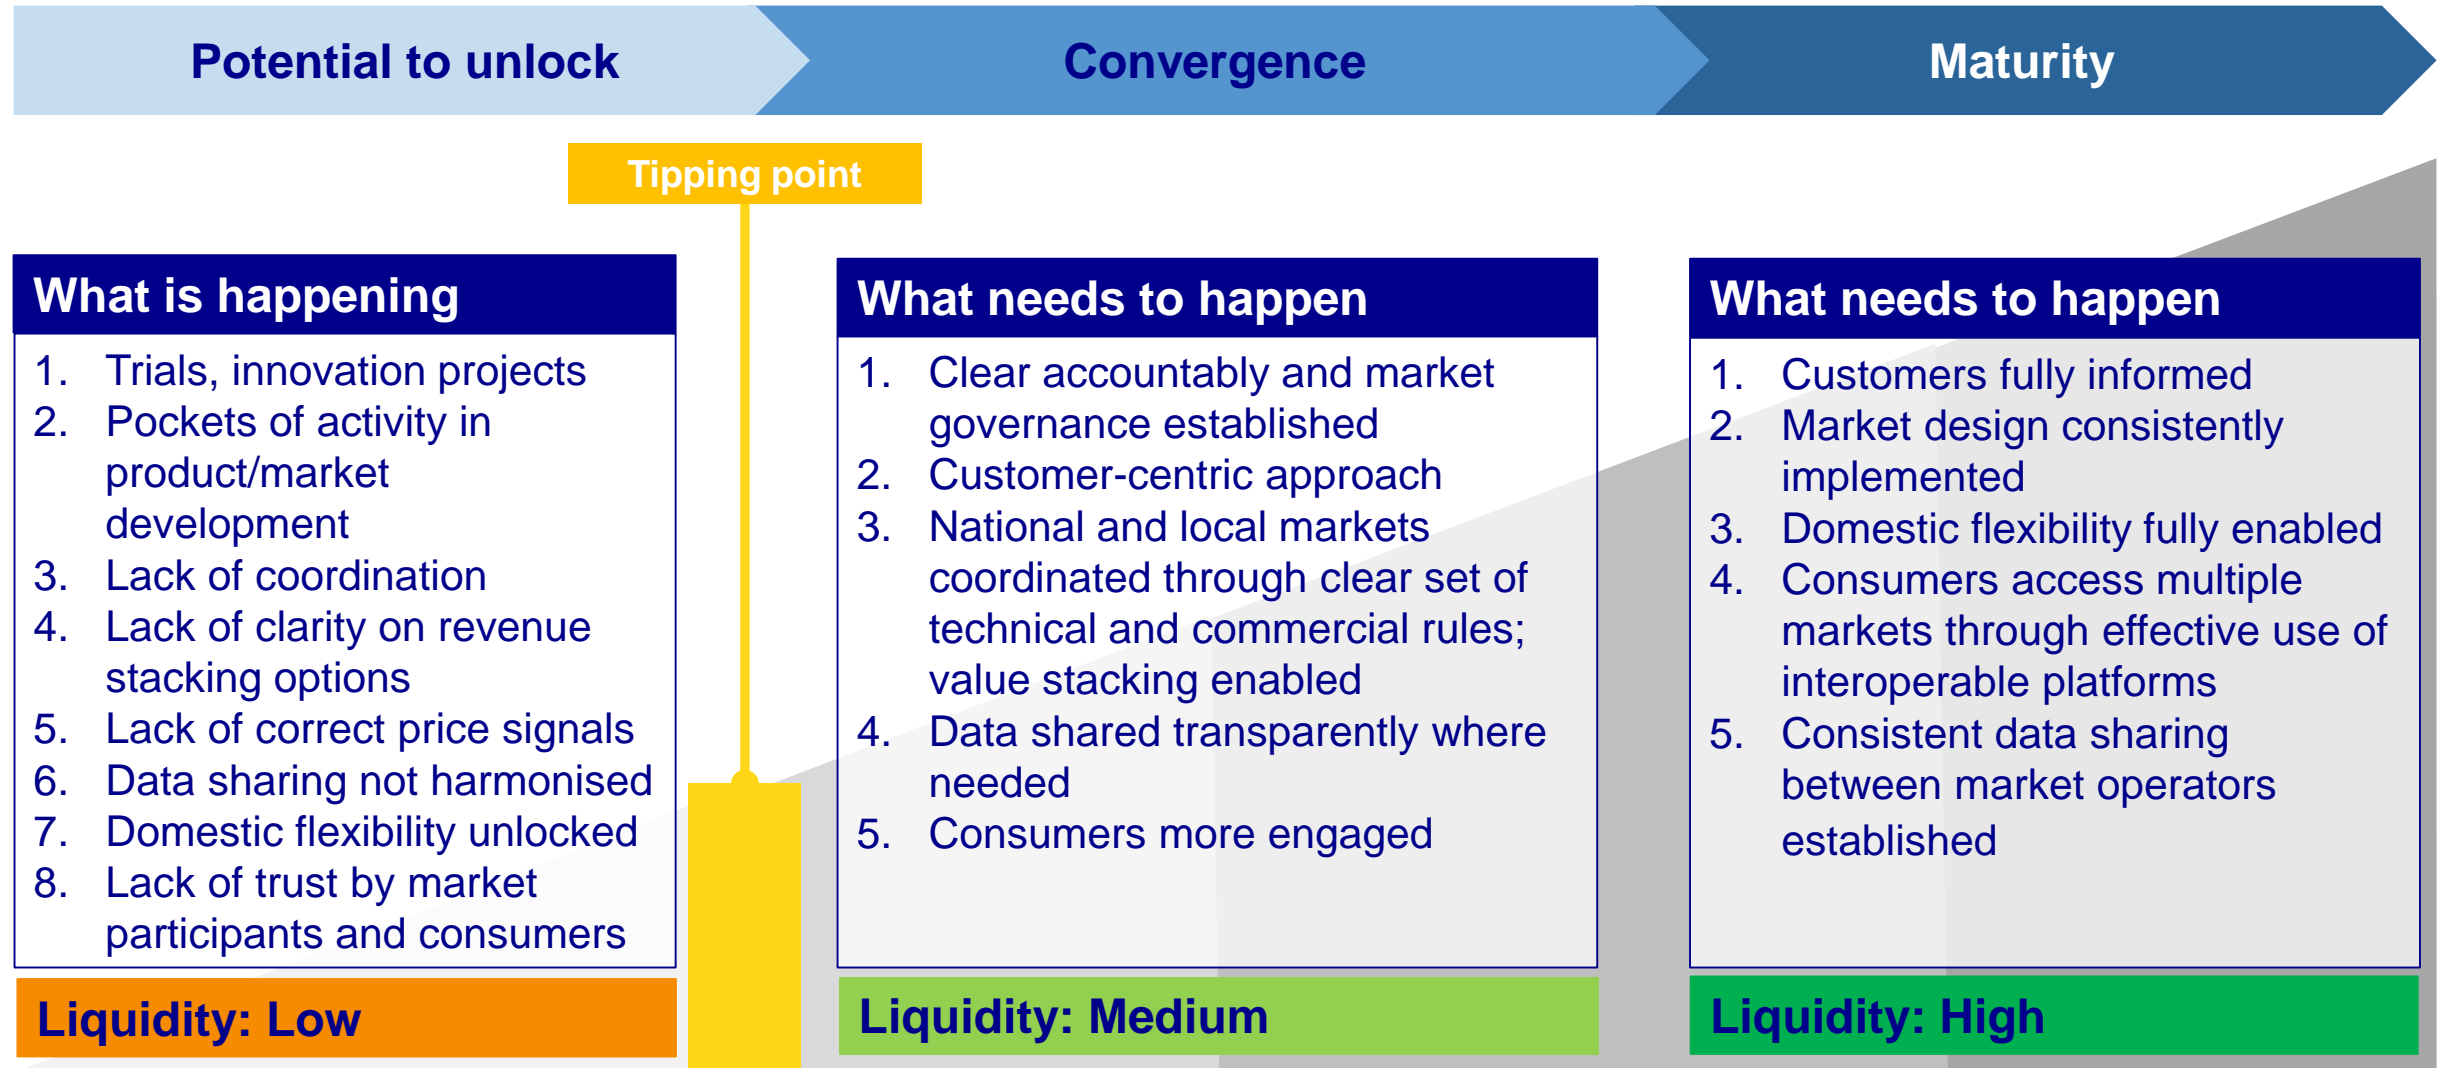 Potential to unlock
Convergence
Maturity
Tipping point
What is happening
1. Trials, innovation projects
2. Pockets of activity in
product/market
development
3. Lack of coordination
4. Lack of clarity on revenue
stacking options
5. Lack of correct price signals
6. Data sharing not harmonised
7. Domestic flexibility unlocked
8. Lack of trust by market
participants and consumers
Liquidity: Low
What needs to happen
1. Clear accountably and market
governance established
2. Customer-centric approach
3. National and local markets
coordinated through clear set of
technical and commercial rules;
value stacking enabled
4. Data shared transparently where
needed
5. Consumers more engaged
Liquidity: Medium
What needs to happen
1. Customers fully informed
2. Market design consistently
implemented
3. Domestic flexibility fully enabled
4. Consumers access multiple
markets through effective use of
interoperable platforms
5. Consistent data sharing
between market operators
established
Liquidity: High